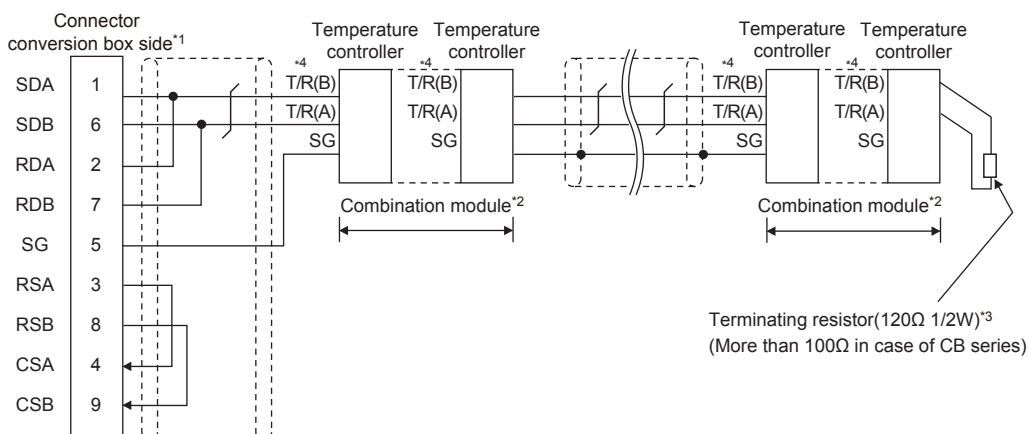 Connector
conversion box side*1
SDA 1
SDB 6
RDA 2
RDB 7
SG 5
RSA 3
RSB 8
CSA 4
CSB 9
Temperature controller
Temperature controller
*4
T/R(B)
T/R(A)
SG
*4
T/R(B)
T/R(A)
SG
Combination module*2
Temperature controller
Temperature controller
*4
T/R(B)
T/R(A)
SG
*4
T/R(B)
T/R(A)
SG
Combination module*2
Terminating resistor(120Ω 1/2W)*3
(More than 100Ω in case of CB series)